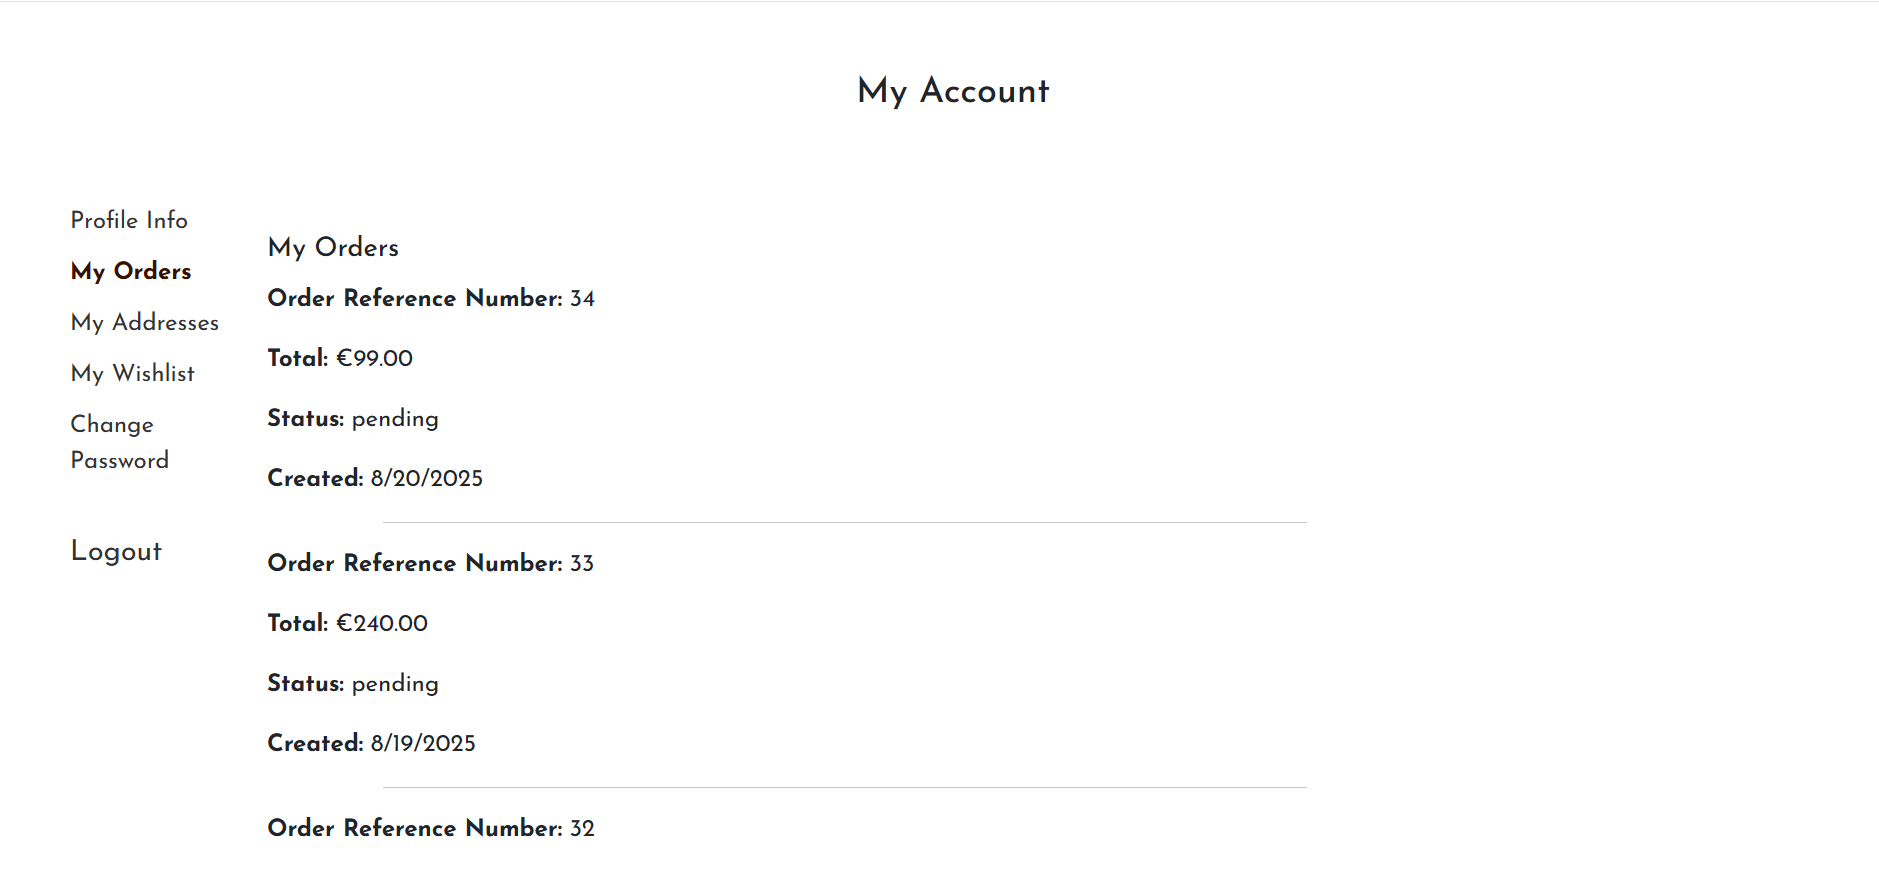 My Account
Profile Info
My Orders
My Addresses
My Wishlist
Change
Password
Logout
My Orders
Order Reference Number: 34
Total: €99.00
Status: pending
Created: 8/20/2025
Order Reference Number: 33
Total: €240.00
Status: pending
Created: 8/19/2025
Order Reference Number: 32